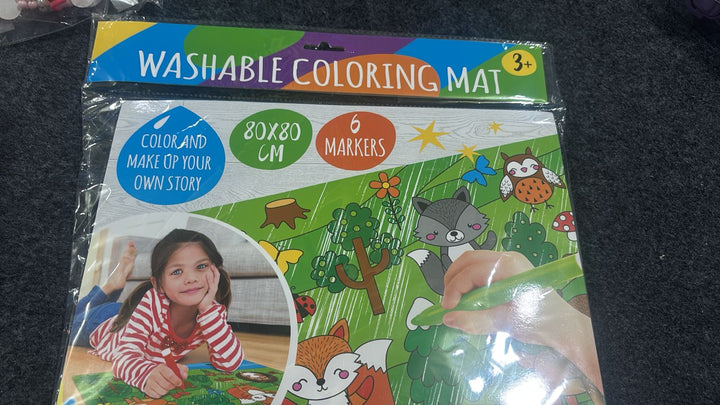 WASHABLE COLORING MAT
3+
COLOR AND
MAKE UP YOUR
OWN STORY
80X80
CM
6
MARKERS